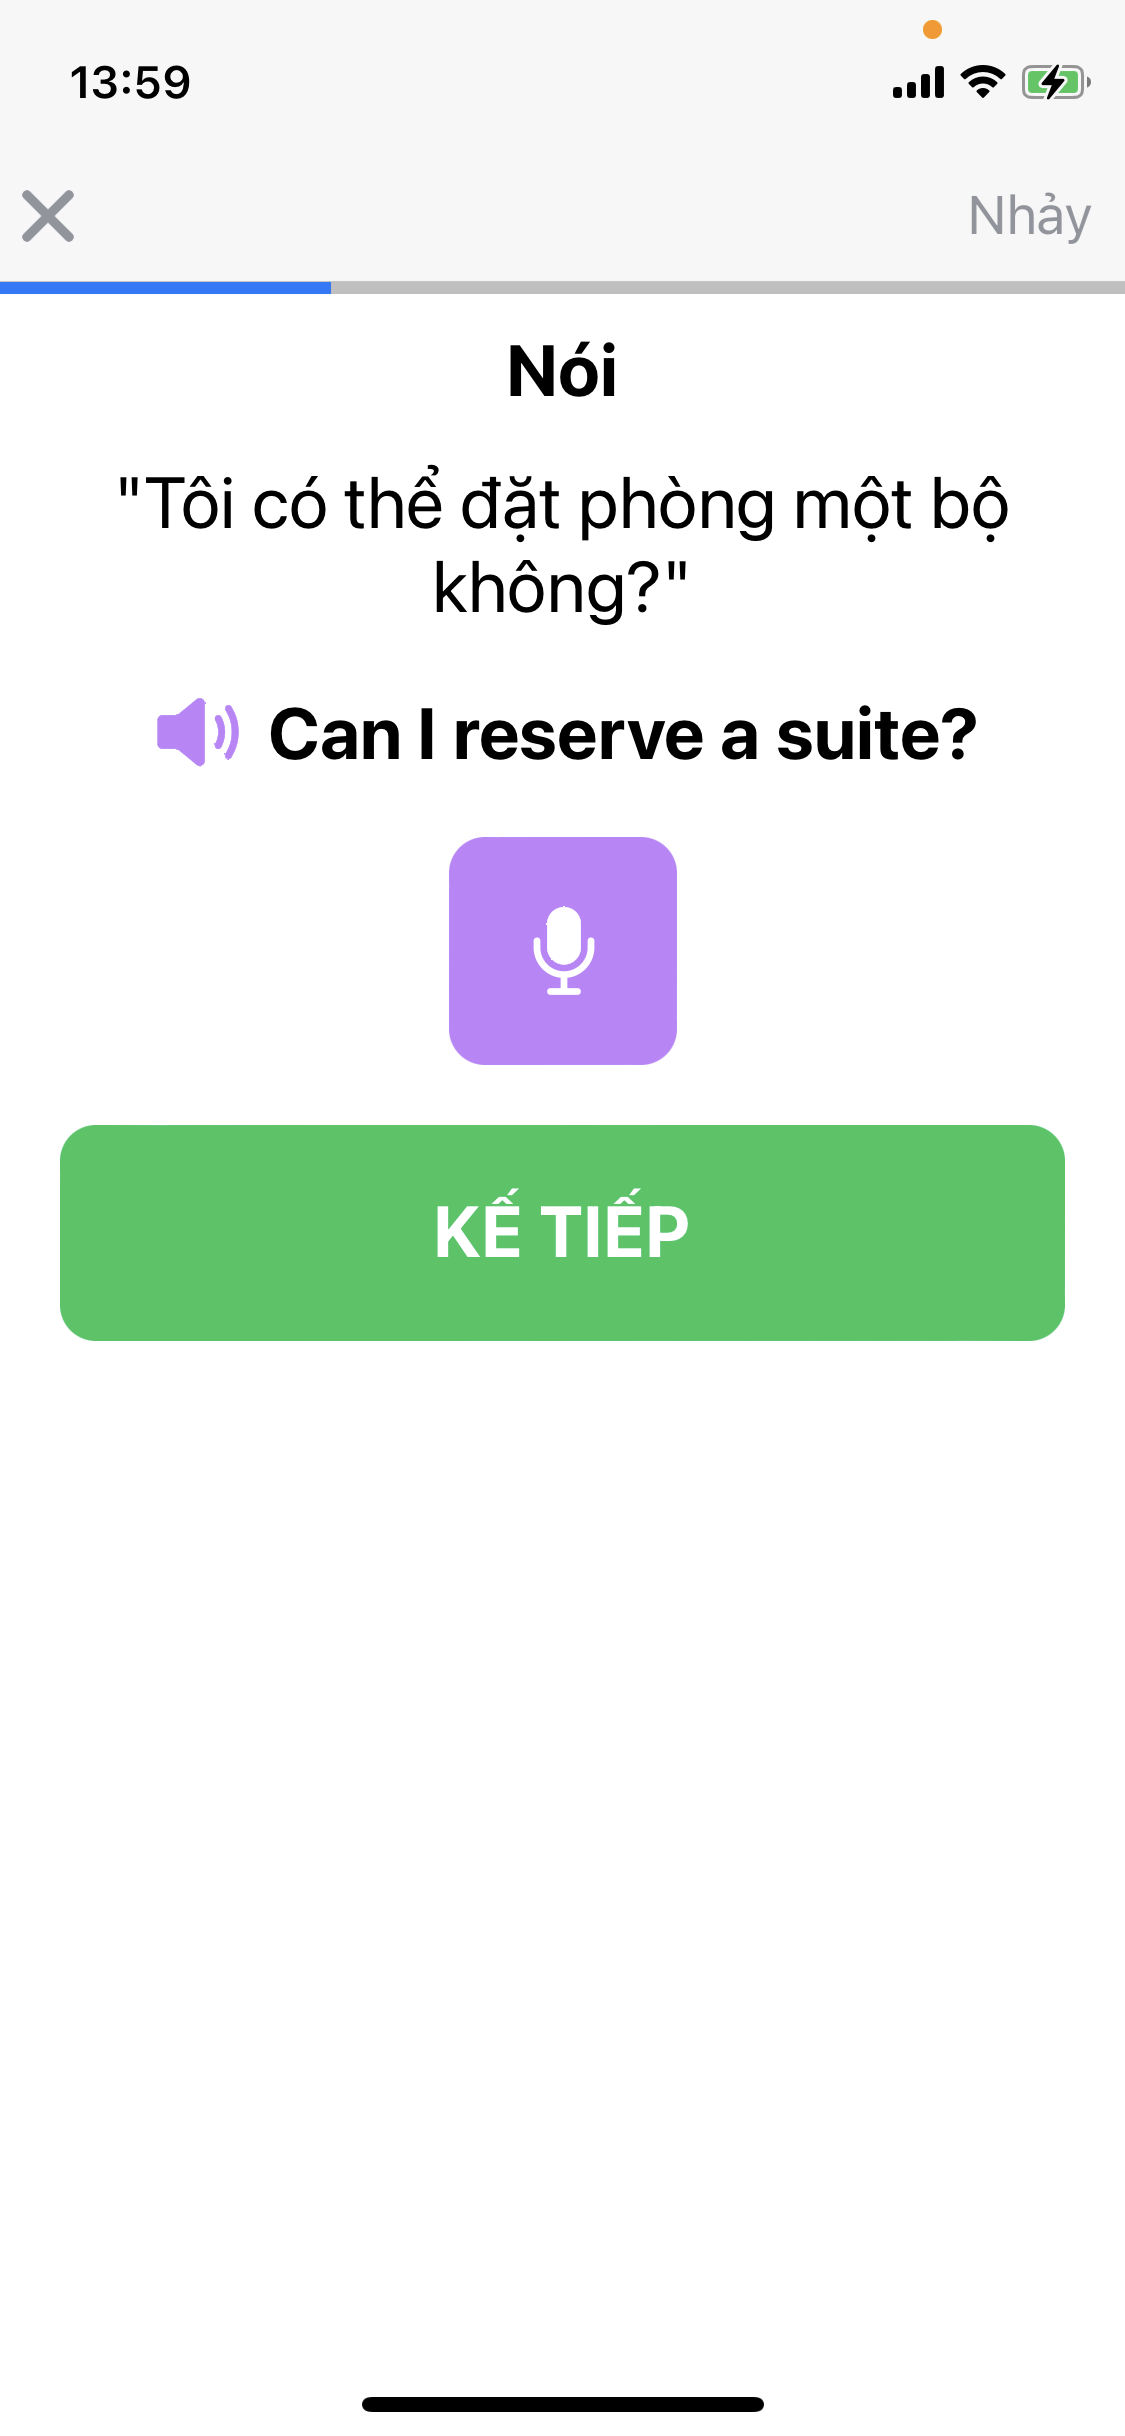 13:59
Nhảy
Nói
"Tôi có thể đặt phòng một bộ
không?"
Can I reserve a suite?
KẾ TIẾP